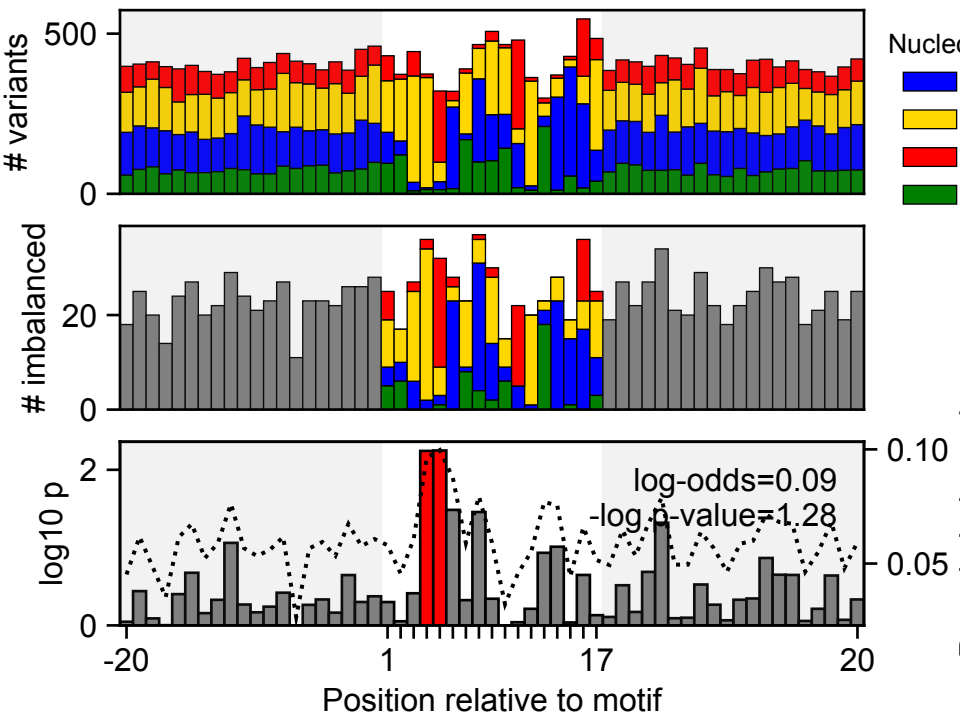 # variants
500
0
Nucleo
# imbalanced
20
0
log10 p
2
0
0.10
0.05
log-odds=0.09
-log p-value=1.28
-20
1
17
20
Position relative to motif